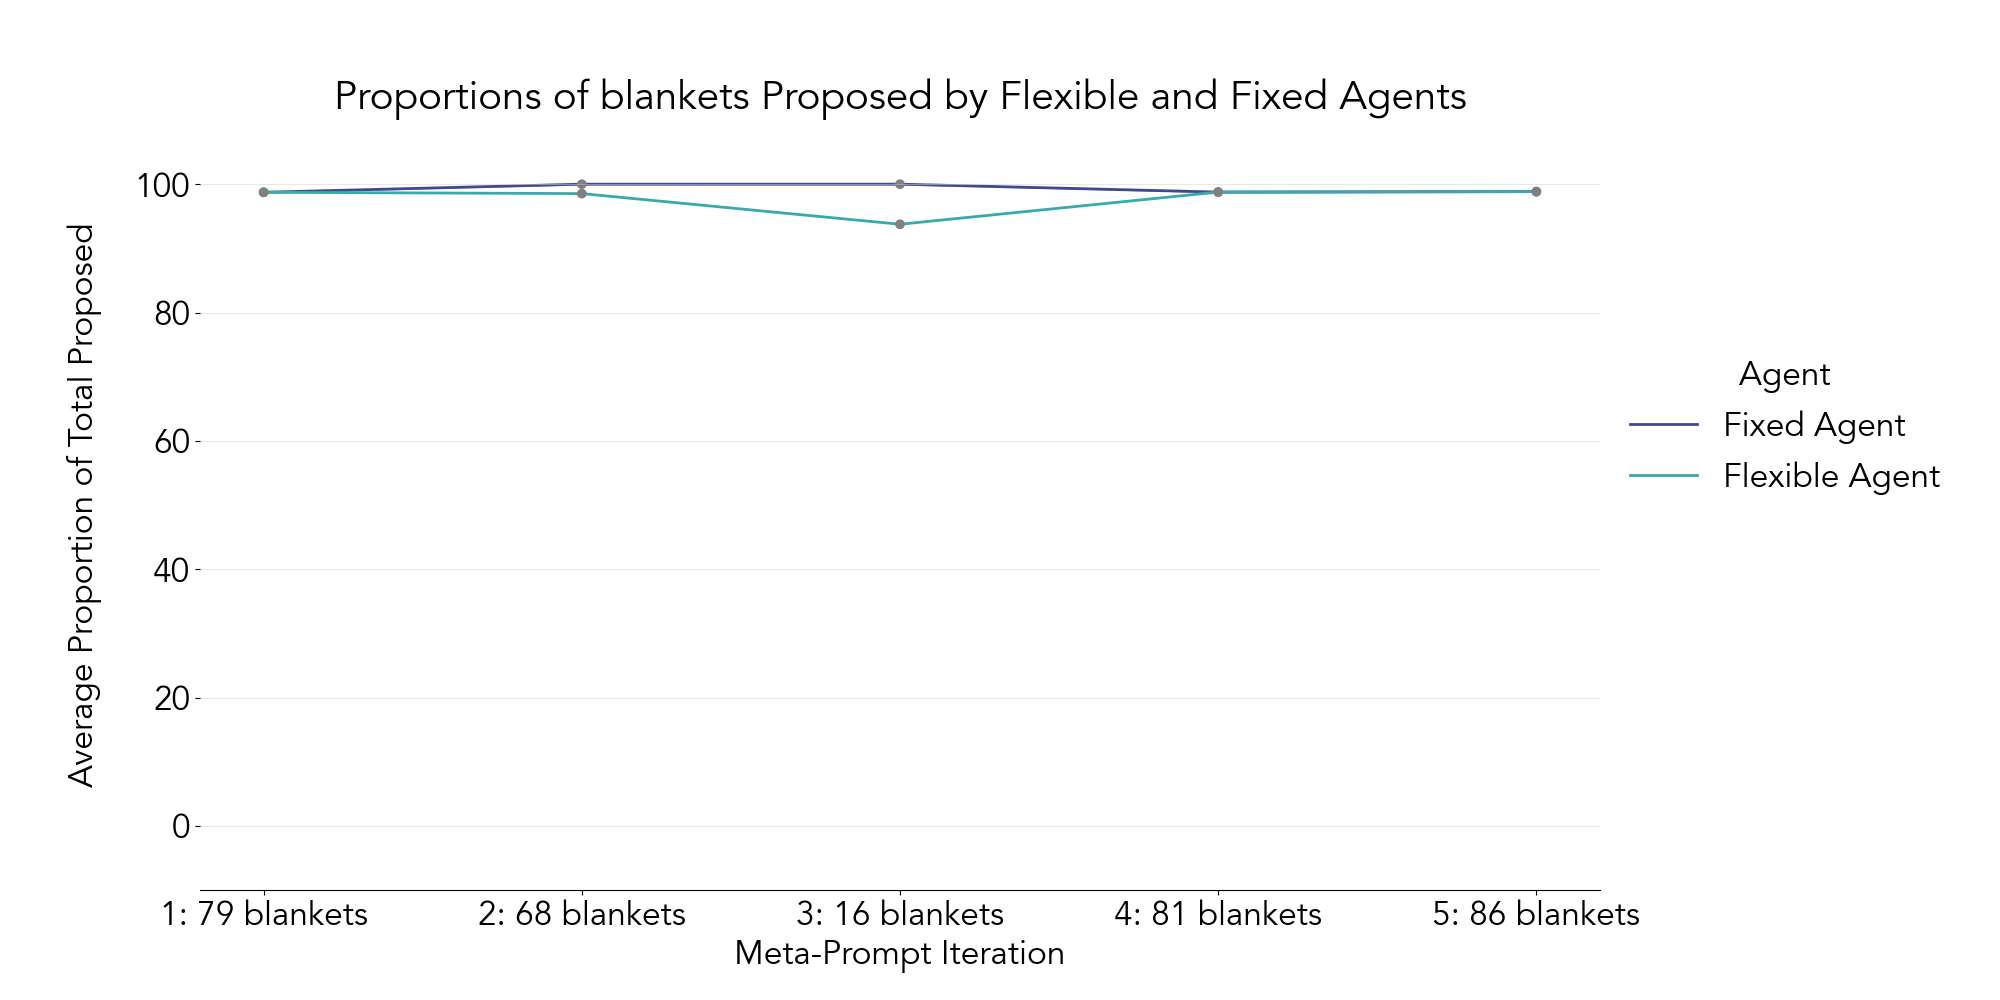 Proportions of blankets Proposed by Flexible and Fixed Agents
Average Proportion of Total Proposed
100
80
60
40
20
0
1: 79 blankets
2: 68 blankets
3: 16 blankets
4: 81 blankets
5: 86 blankets
Meta-Prompt Iteration
Agent
Fixed Agent
Flexible Agent